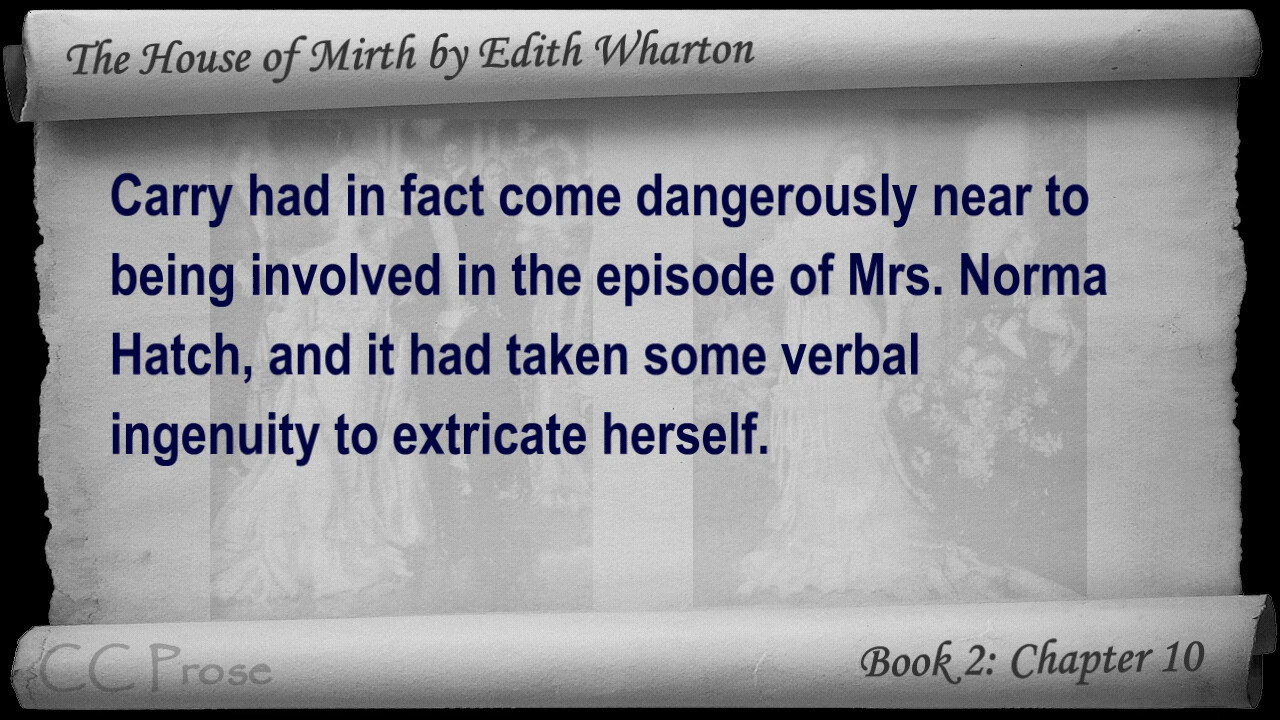 The House of Mirth by Edith Wharton
Carry had in fact come dangerously near to
being involved in the episode of Mrs. Norma
Hatch, and it had taken some verbal
ingenuity to extricate herself.
CC Prose
Book 2: Chapter 10